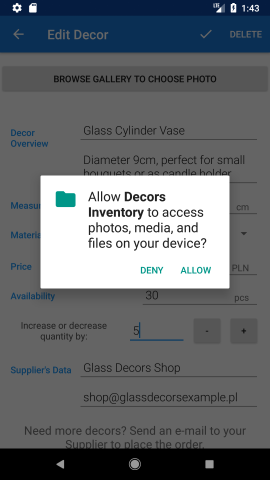 1:43
Edit Decor
DELETE
BROWSE GALLERY TO CHOOSE PHOTO
Decor
Overview
Glass Cylinder Vase
Diameter 9cm, perfect for small
bouquets or as candle holder
Measu
cm
Allow Decors
Inventory to access
photos, media, and
files on your device?
DENY
ALLOW
Materia
Price
PLN
Availability
30
pcs
Increase or decrease
quantity by:
5
-
+
Supplier's Data
Glass Decors Shop
shop@glassdecorsexample.pl
Need more decors? Send an e-mail to your
Supplier to place the order.